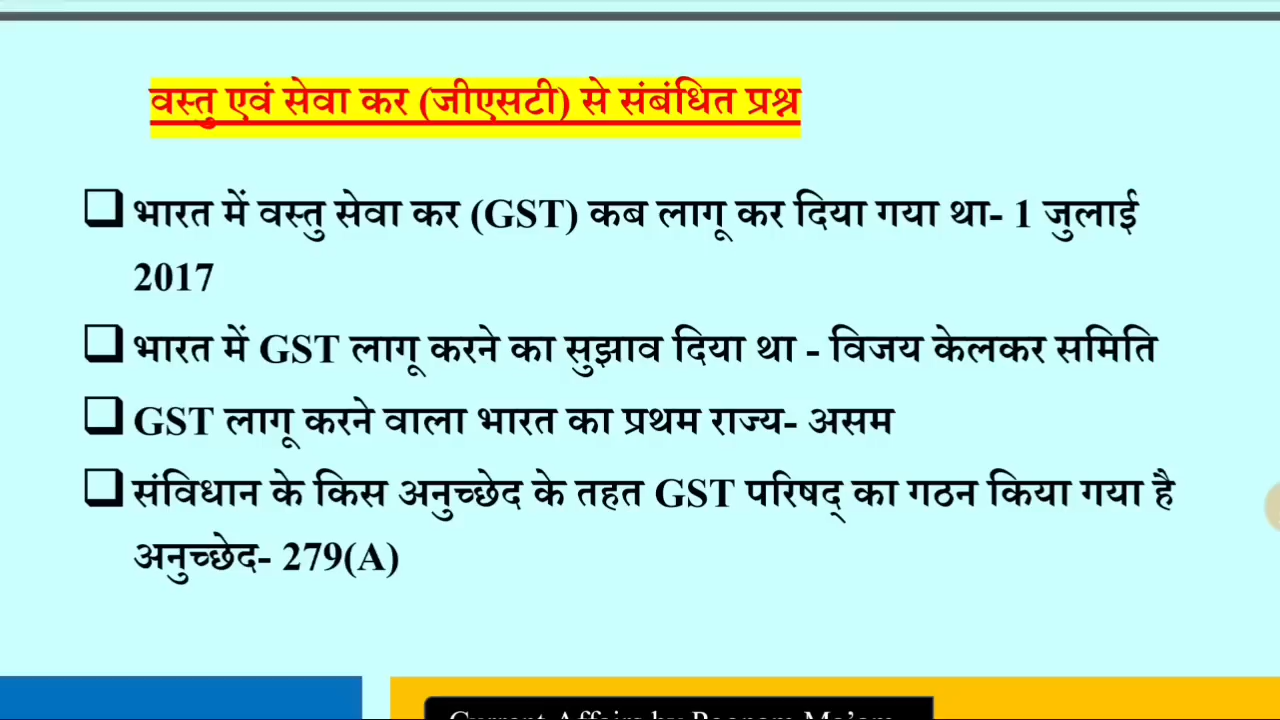 वस्तु एवं सेवा कर (जीएसटी) से संबंधित प्रश्न
भारत में वस्तु सेवा कर (GST) कब लागू कर दिया गया था- 1 जुलाई
2017
भारत में GST लागू करने का सुझाव दिया था - विजय केलकर समिति
GST लागू करने वाला भारत का प्रथम राज्य- असम
संविधान के किस अनुच्छेद के तहत GST परिषद् का गठन किया गया है
अनुच्छेद- 279(A)
Current Affairs by Poonam Ma'am